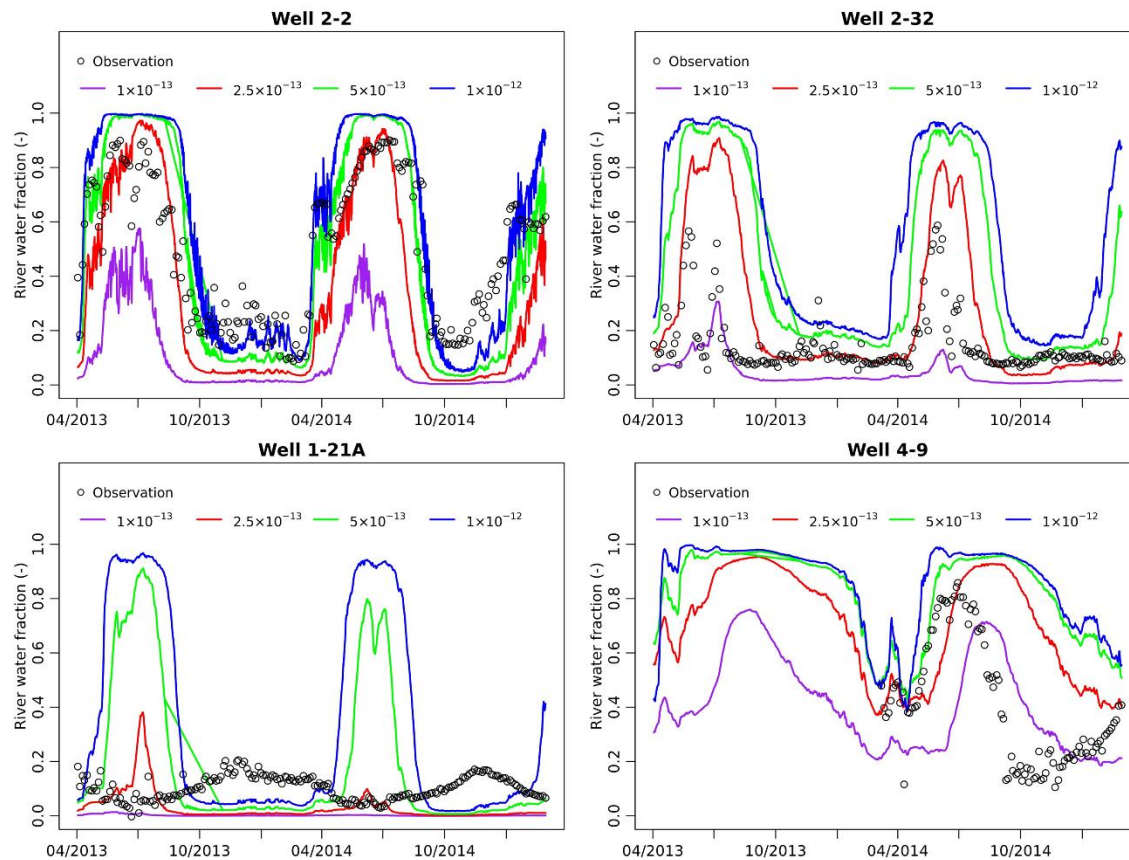 Well 2-2
Observation
1×10⁻¹³ 2.5×10⁻¹³ 5×10⁻¹³ 1×10⁻¹²
River water fraction (-)
1.0
0.8
0.6
0.4
0.2
0.0
04/2013 10/2013 04/2014 10/2014
Well 2-32
Observation
1×10⁻¹³ 2.5×10⁻¹³ 5×10⁻¹³ 1×10⁻¹²
River water fraction (-)
1.0
0.8
0.6
0.4
0.2
0.0
04/2013 10/2013 04/2014 10/2014
Well 1-21A
Observation
1×10⁻¹³ 2.5×10⁻¹³ 5×10⁻¹³ 1×10⁻¹²
River water fraction (-)
1.0
0.8
0.6
0.4
0.2
0.0
04/2013 10/2013 04/2014 10/2014
Well 4-9
Observation
1×10⁻¹³ 2.5×10⁻¹³ 5×10⁻¹³ 1×10⁻¹²
River water fraction (-)
1.0
0.8
0.6
0.4
0.2
0.0
04/2013 10/2013 04/2014 10/2014